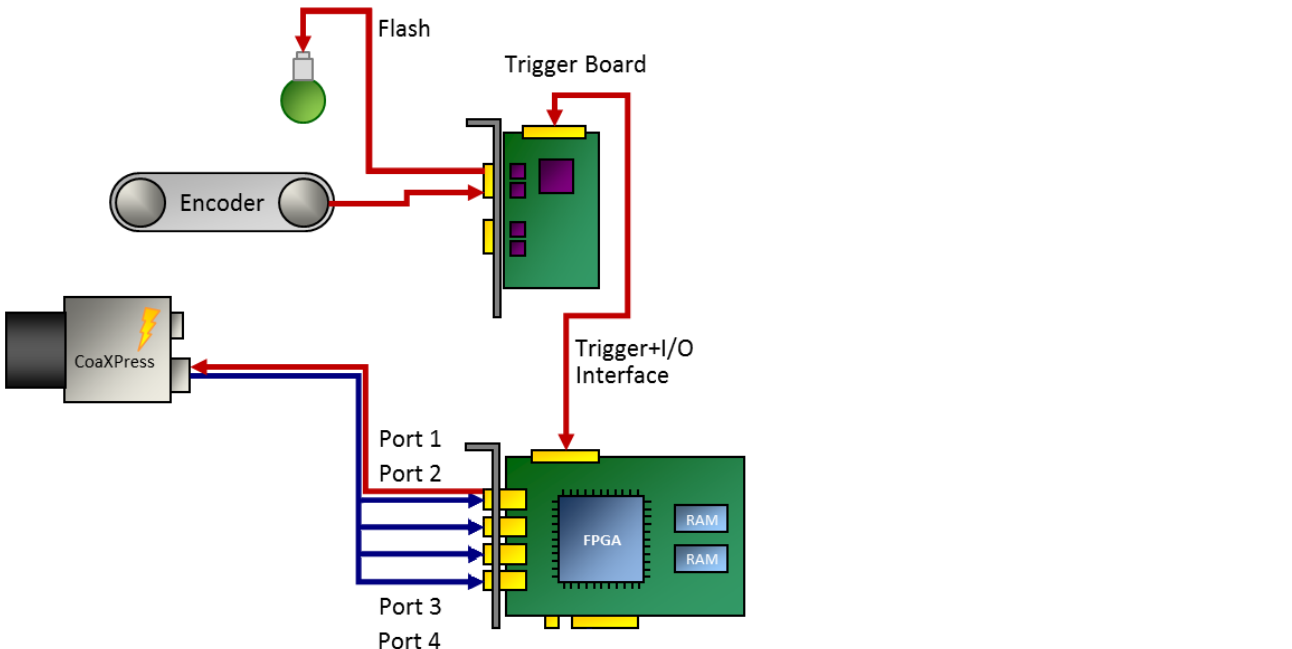 Flash
Trigger Board
Encoder
CoaXPress
Trigger+I/O
Interface
Port 1
Port 2
FPGA
RAM
RAM
Port 3
Port 4